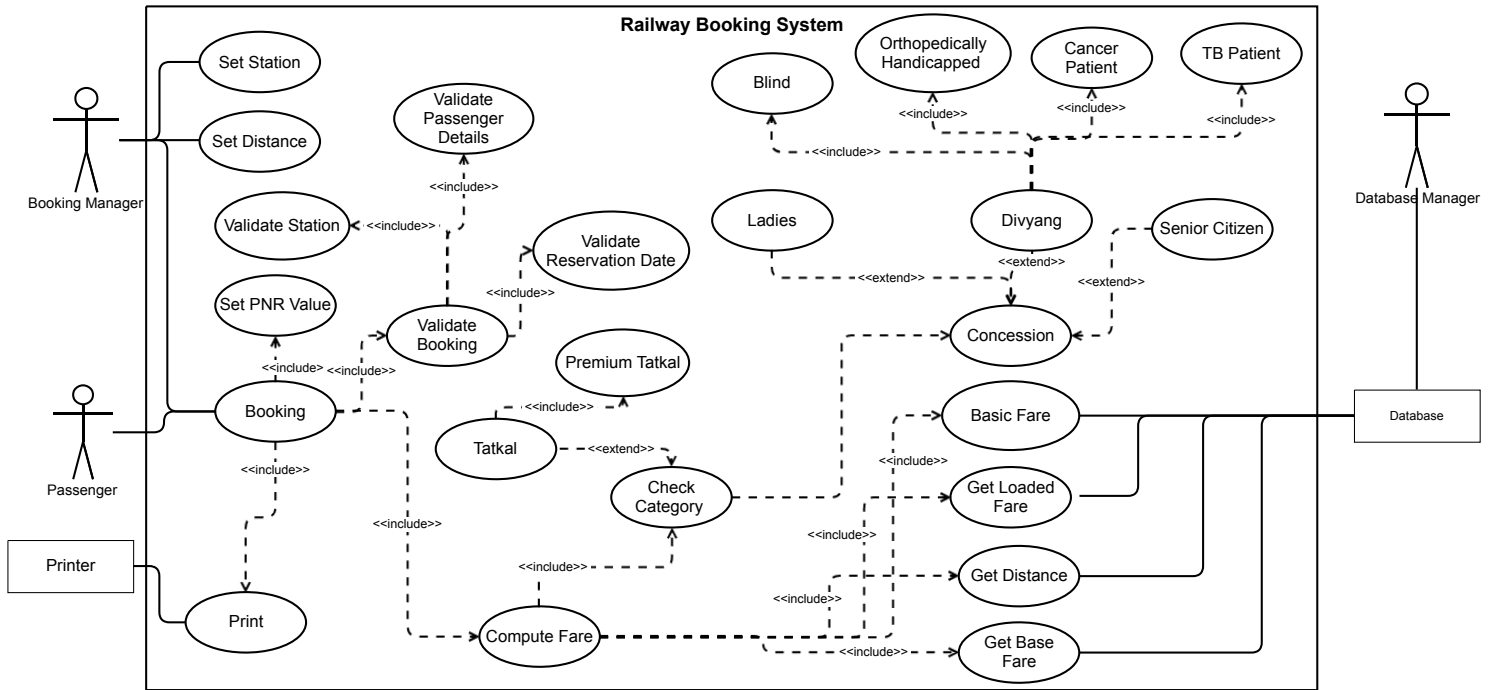 Railway Booking System
Set Station
Orthopedically
Handicapped
Cancer
Patient
TB Patient
Blind
Validate
Passenger
Details
<<include>>
<<include>>
<<include>>
Set Distance
<<include>>
Booking Manager
<<include>>
Database Manager
Validate Station
<<include>>
Ladies
Divyang
Senior Citizen
Validate
Reservation Date
<<extend>>
<<extend>>
<<extend>>
<<include>>
Set PNR Value
Validate
Booking
Concession
Premium Tatkal
<<include>
<<include>>
Booking
<<include>>
Basic Fare
Database
Tatkal
<<extend>>
<<include>>
<<include>>
Passenger
Check
Category
Get Loaded
Fare
<<include>>
<<include>>
Printer
<<include>>
Get Distance
<<include>>
Print
Compute Fare
Get Base
Fare
<<include>>